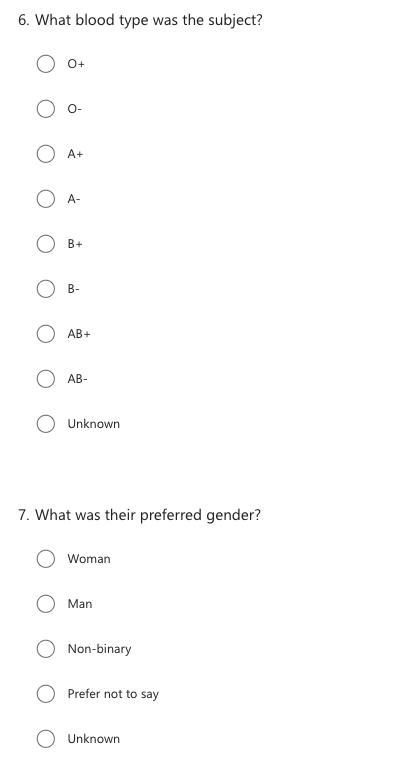 6. What blood type was the subject?
O+
O-
A+
A-
B+
B-
AB+
AB-
Unknown
7. What was their preferred gender?
Woman
Man
Non-binary
Prefer not to say
Unknown